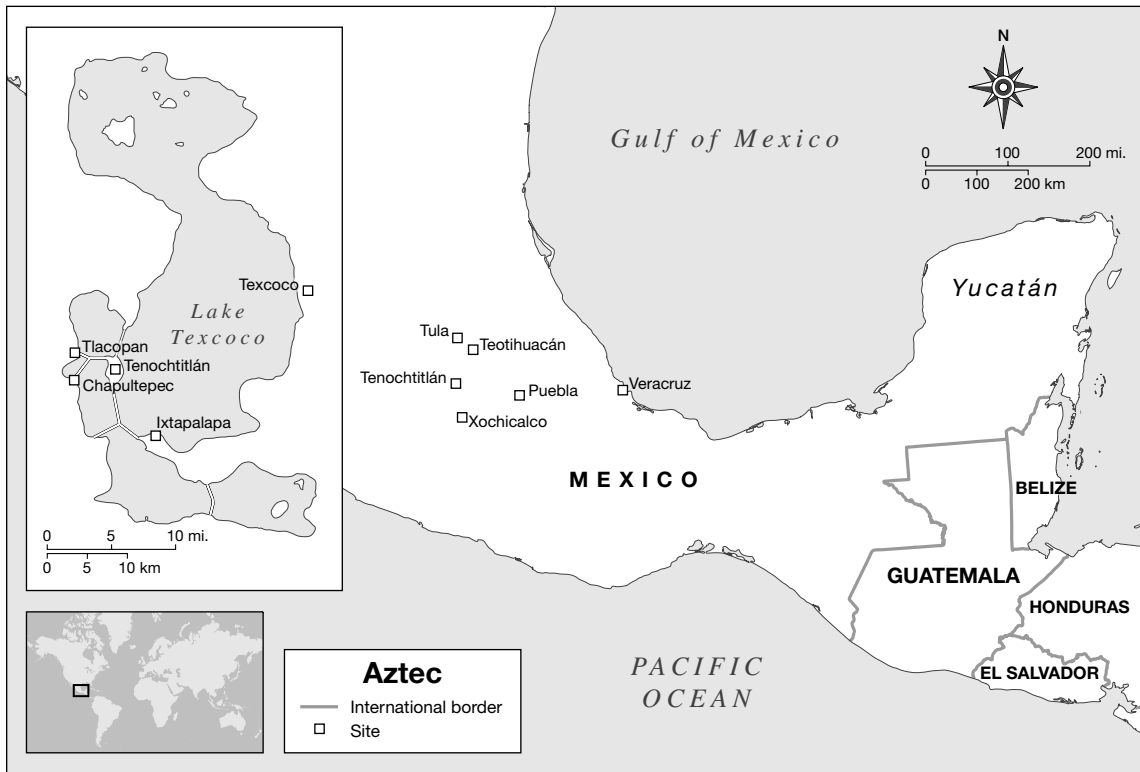 Texcoco
Lake
Texcoco
Tlacopan
Tenochtitlán
Chapultepec
Ixtapalapa
0 5 10 mi.
0 5 10 km
N
Gulf of Mexico
0 100 200 mi.
0 100 200 km
Yucatán
Tula
Teotihuacán
Tenochtitlán
Puebla
Veracruz
Xochicalco
MEXICO
BELIZE
GUATEMALA
HONDURAS
EL SALVADOR
PACIFIC
OCEAN
Aztec
International border
Site